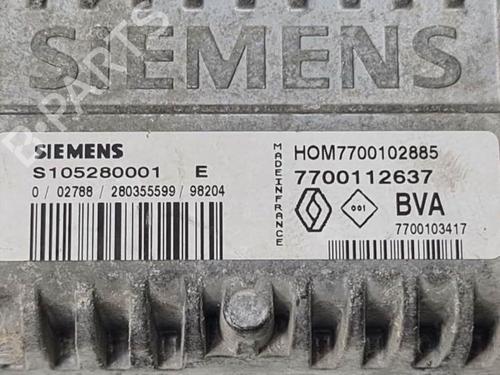 SIEMENS
B-PARTS
SIEMENS
S105280001 E
0 / 02788 / 280355599 / 98204
MADE IN FRANCE
HOM7700102885
7700112637
001
BVA
7700103417